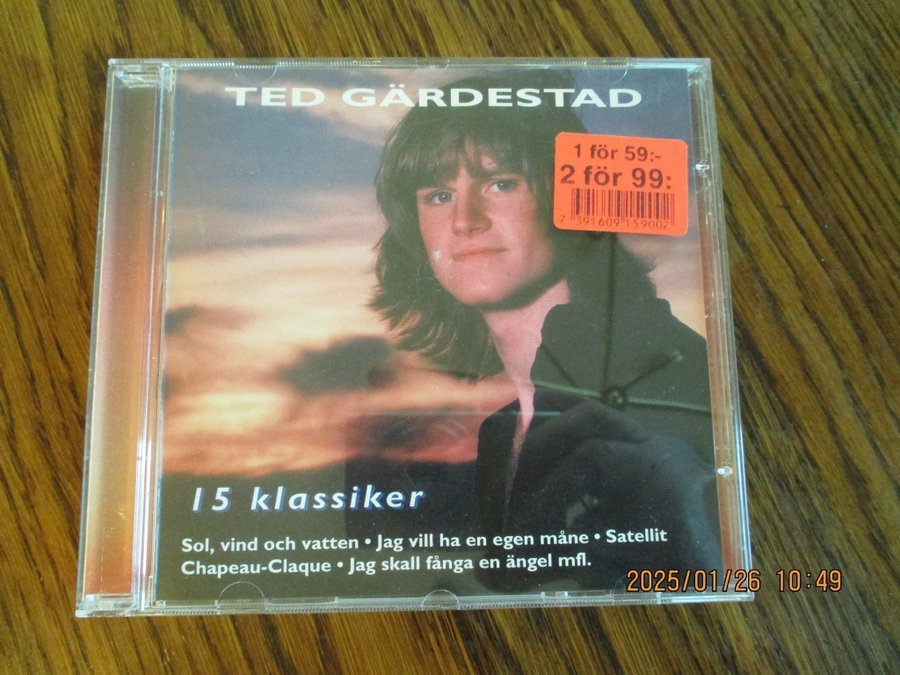 TED GÄRDESTAD
1 för 59:-
2 för 99:
7 391609 159002
15 klassiker
Sol, vind och vatten • Jag vill ha en egen måne • Satellit
Chapeau-Claque • Jag skall fånga en ängel mfl.
2025/01/26 10:49